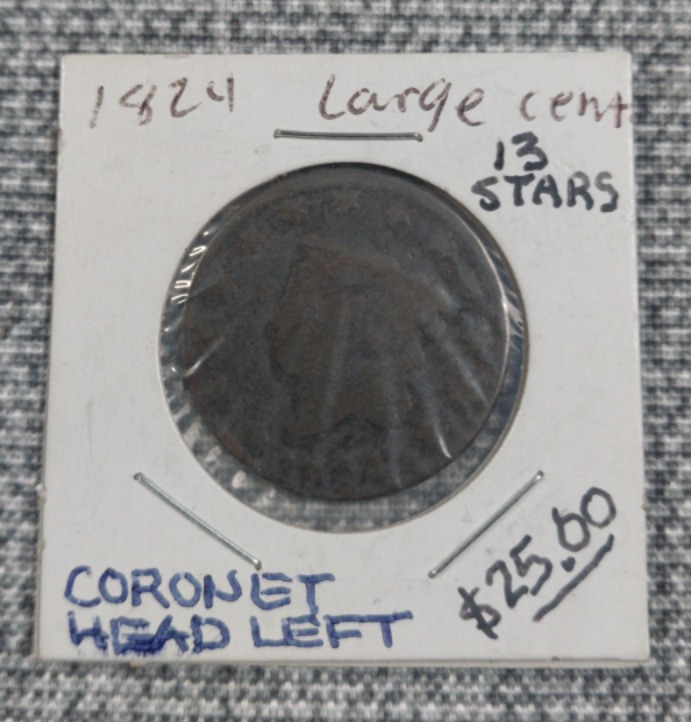 1824 Large cent
13
STARS
CORONET
HEAD LEFT
$25.00